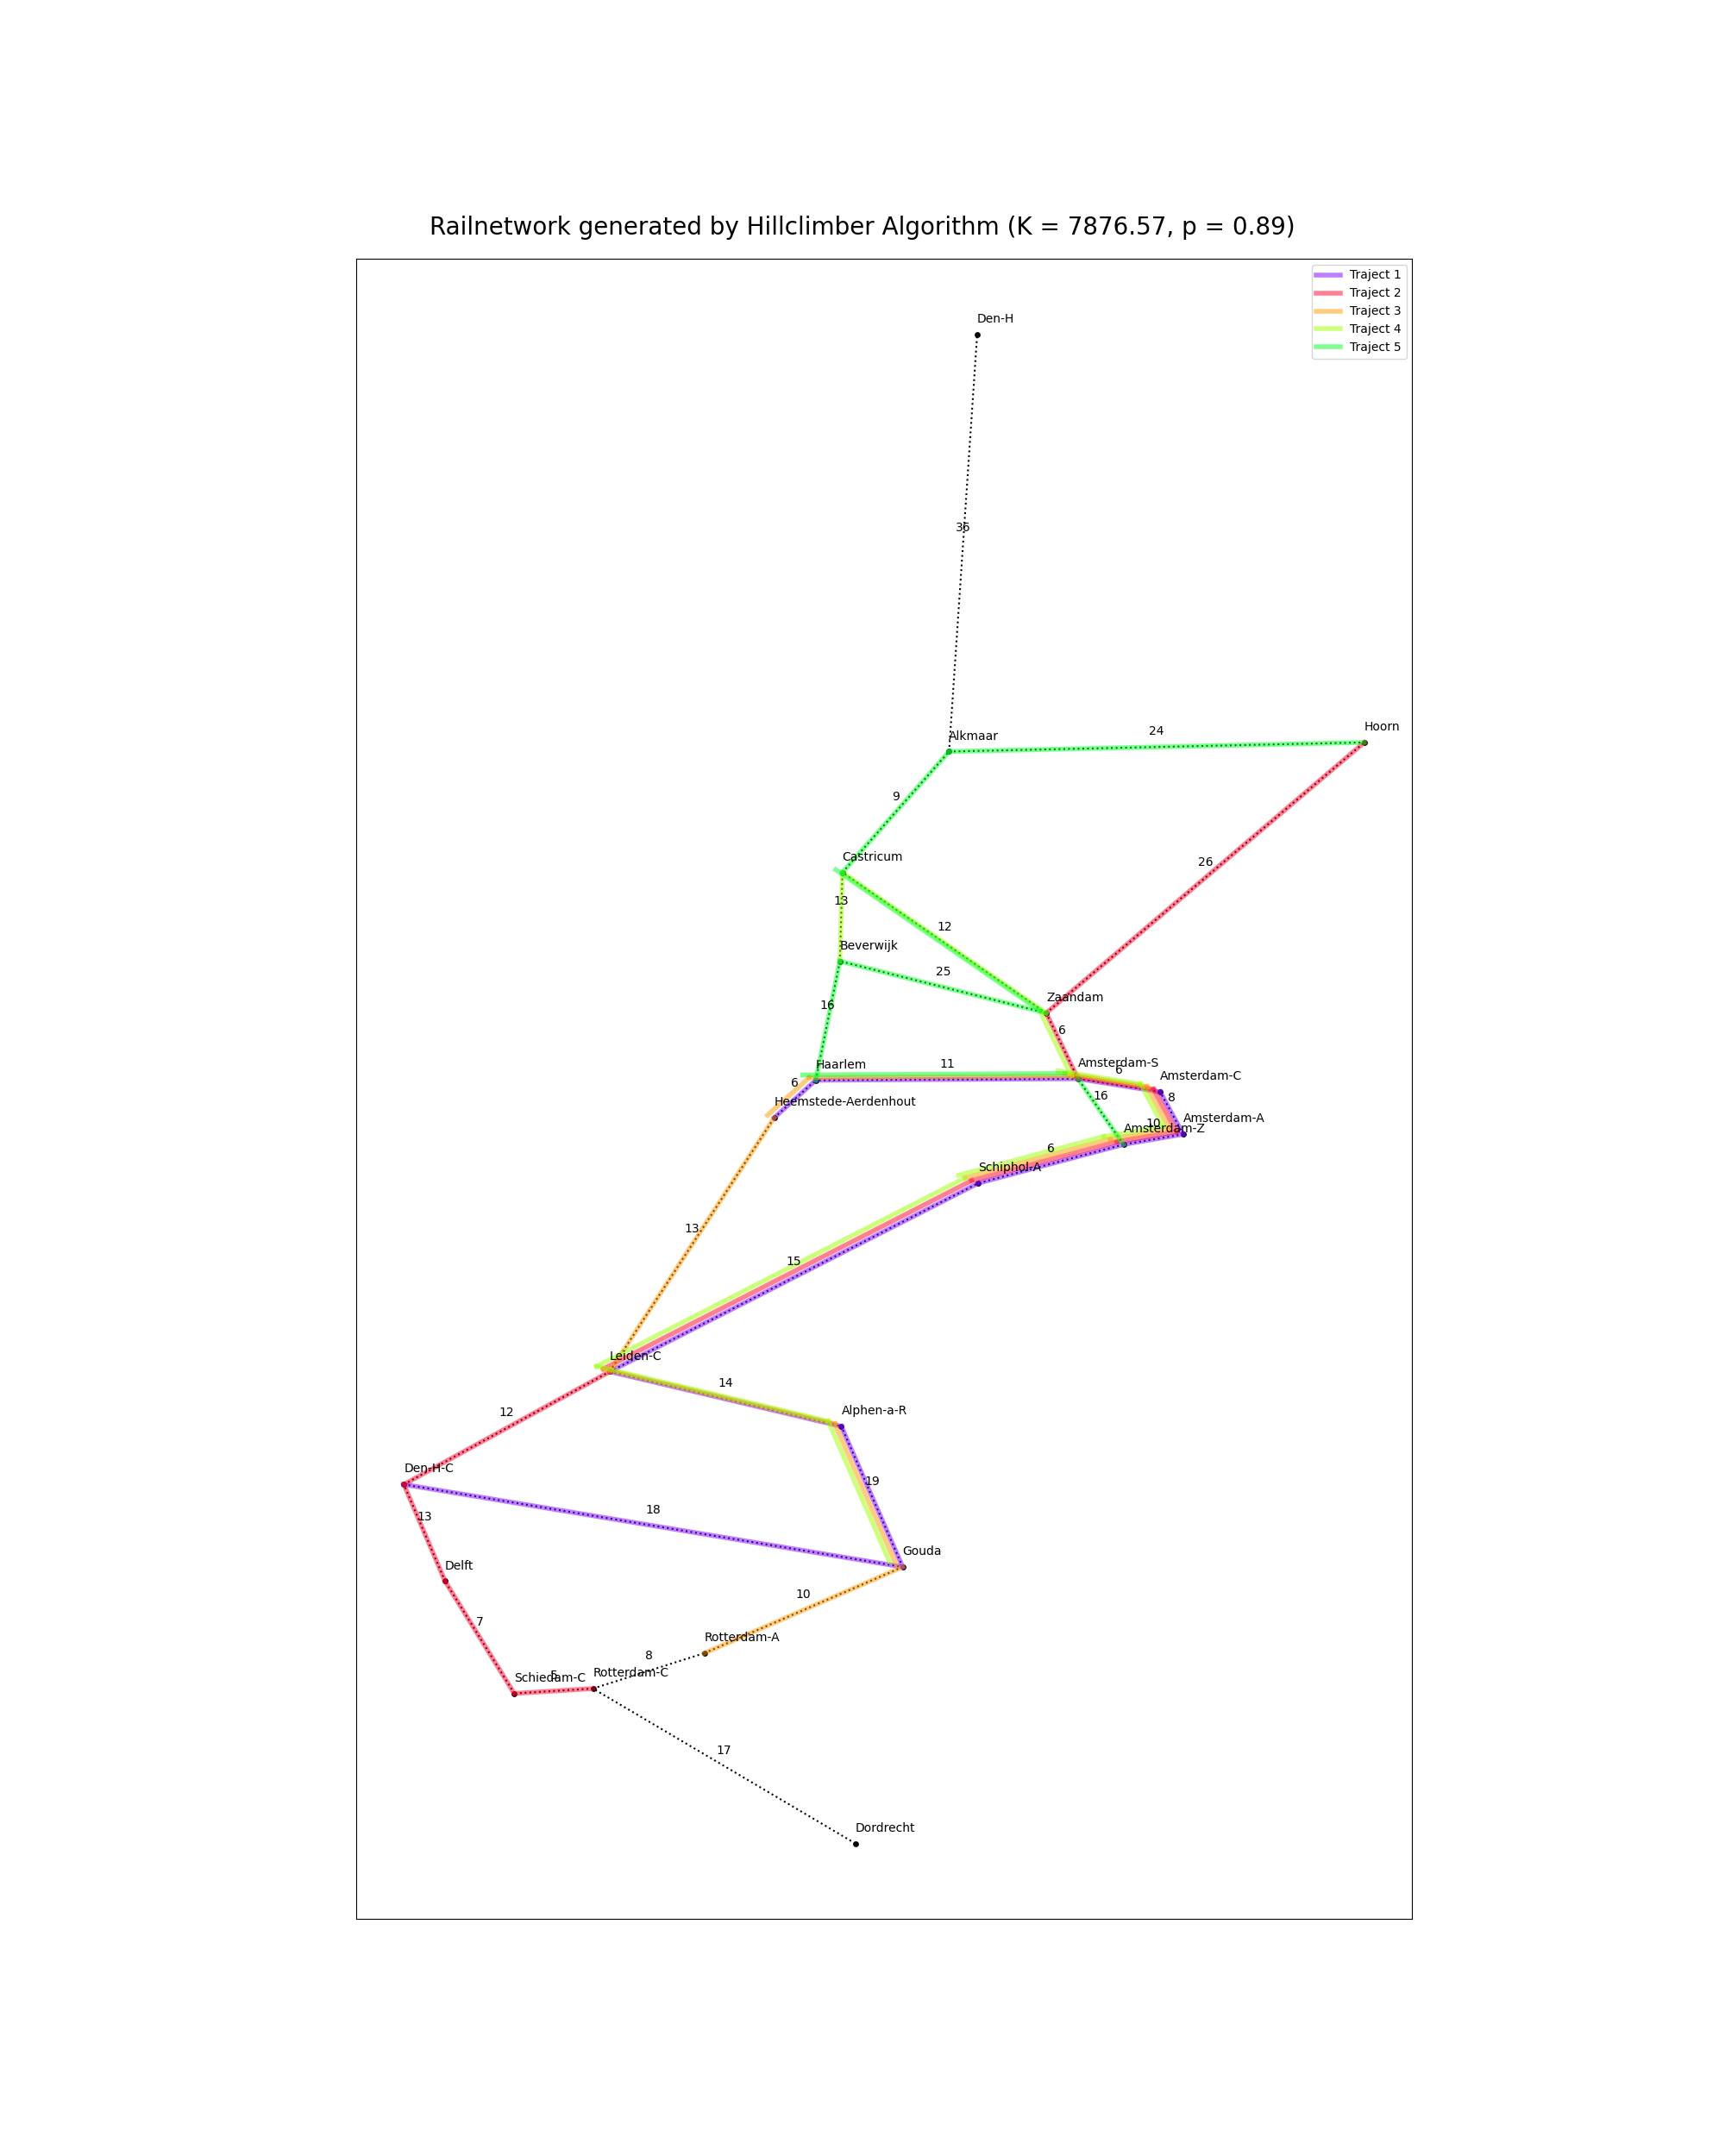 Railnetwork generated by Hillclimber Algorithm (K = 7876.57, p = 0.89)
Traject 1
Traject 2
Traject 3
Traject 4
Traject 5
Den-H
36
Hoorn
24
Alkmaar
9
Castricum
26
13
12
Beverwijk
25
Zaandam
16
6
Haarlem
11
Amsterdam-S
6
Amsterdam-C
6
Heemstede-Aerdenhout
16
8
Amsterdam-A
10
Amsterdam-Z
6
Schiphol-A
13
15
Leiden-C
14
12
Alphen-a-R
Den-H-C
19
18
13
Gouda
Delft
10
7
Rotterdam-A
8
Schiedam-C
5
Rotterdam-C
17
Dordrecht